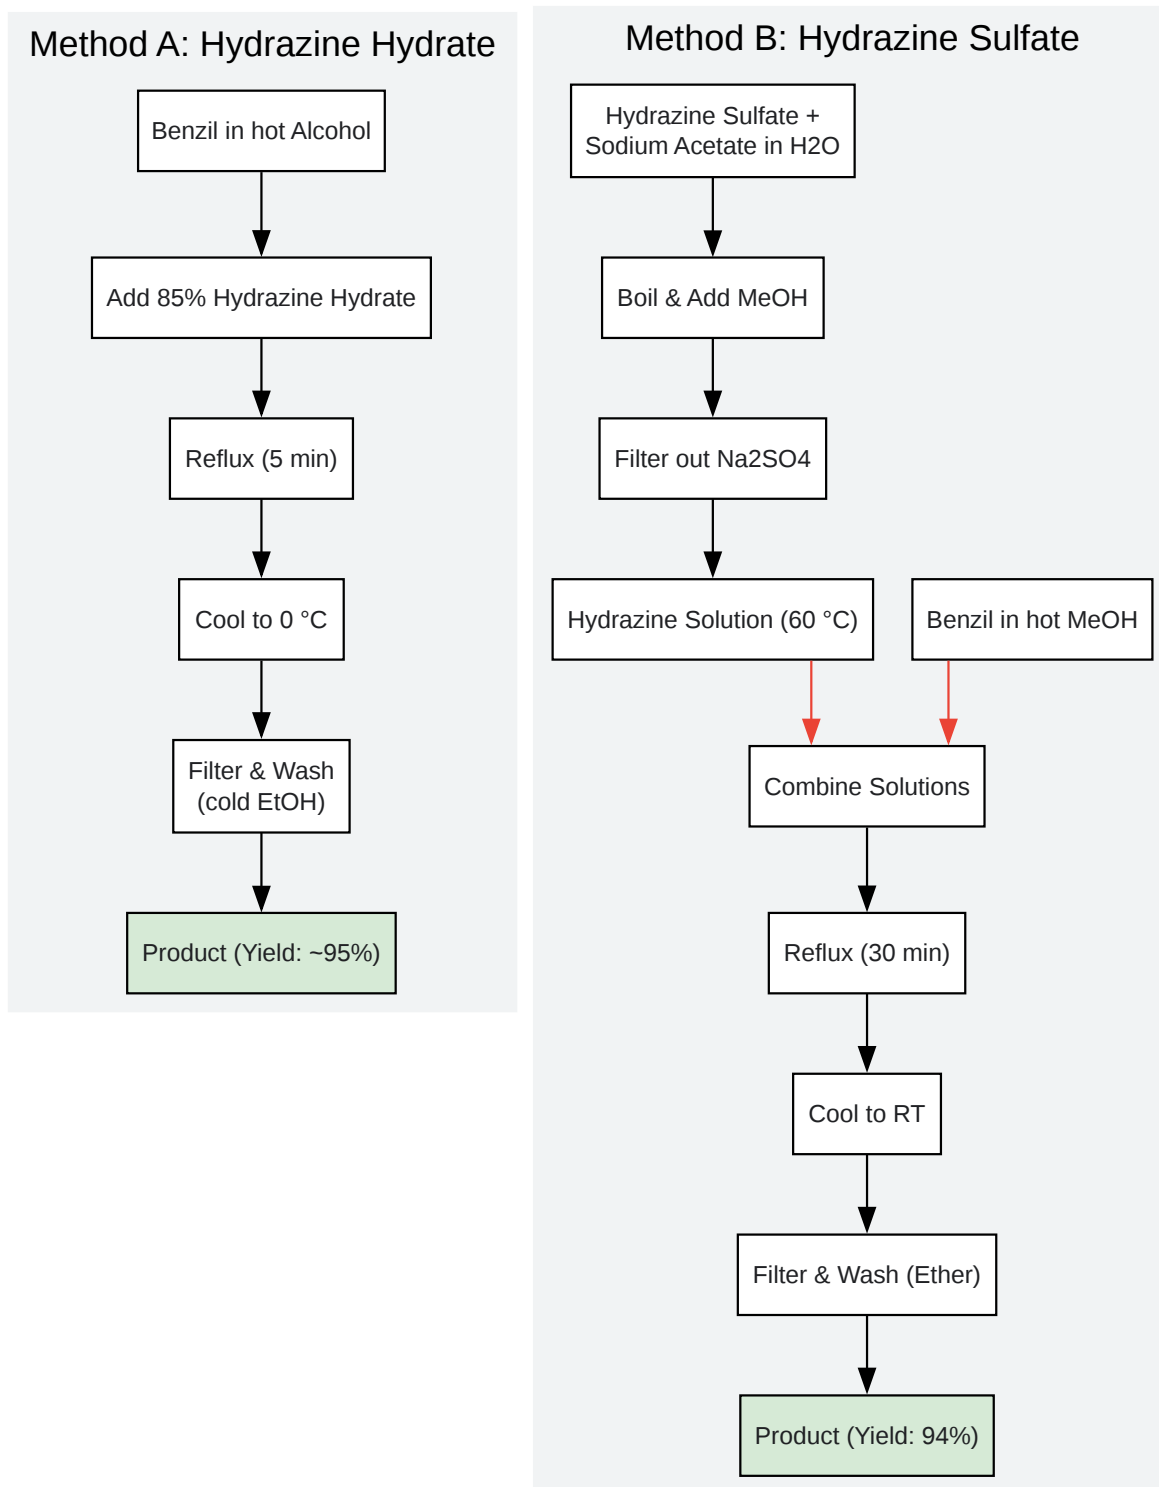 Method A: Hydrazine Hydrate
Benzil in hot Alcohol
Add 85% Hydrazine Hydrate
Reflux (5 min)
Cool to 0 °C
Filter & Wash
(cold EtOH)
Product (Yield: ~95%)
Method B: Hydrazine Sulfate
Hydrazine Sulfate +
Sodium Acetate in H2O
Boil & Add MeOH
Filter out Na2SO4
Hydrazine Solution (60 °C)
Benzil in hot MeOH
Combine Solutions
Reflux (30 min)
Cool to RT
Filter & Wash (Ether)
Product (Yield: 94%)